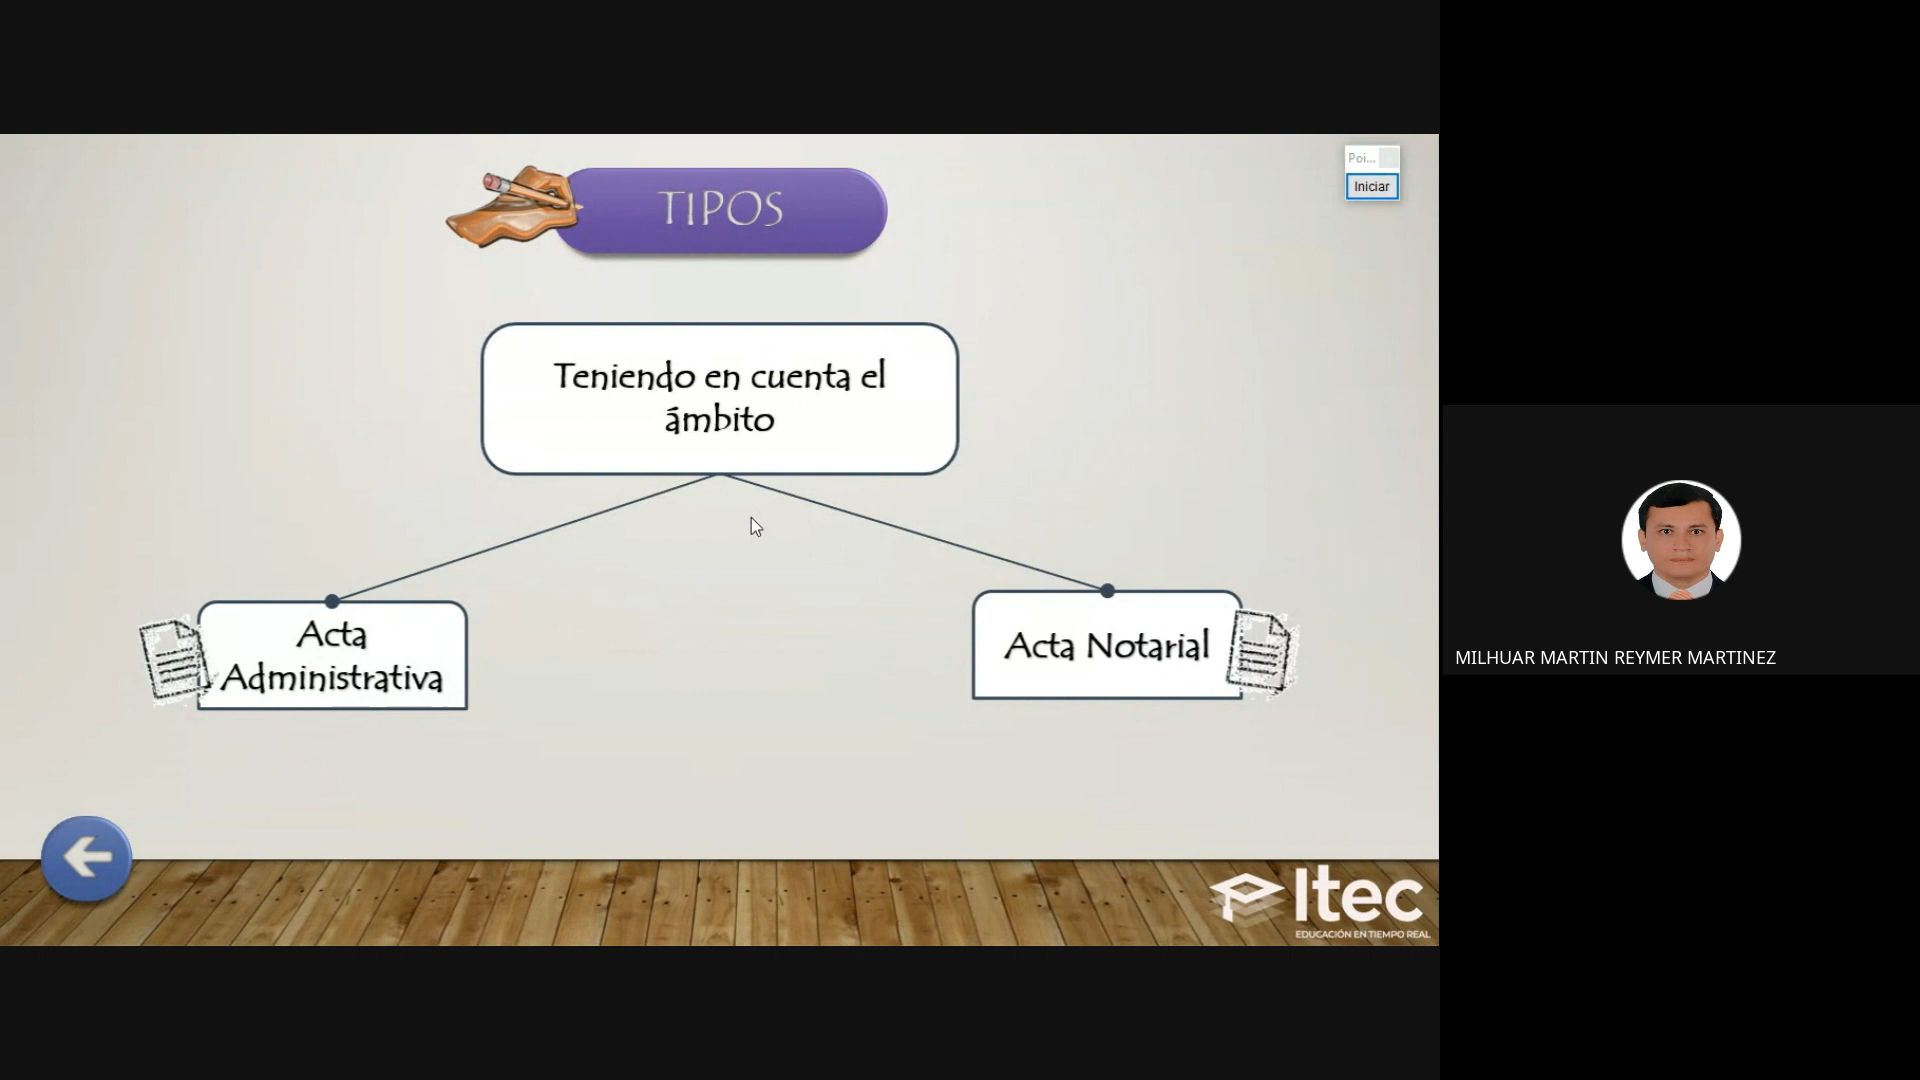 TIPOS
Poi...
Iniciar
Teniendo en cuenta el
ámbito
Acta
Administrativa
Acta Notarial
MILHUAR MARTIN REYMER MARTINEZ
Itec
EDUCACIÓN EN TIEMPO REAL